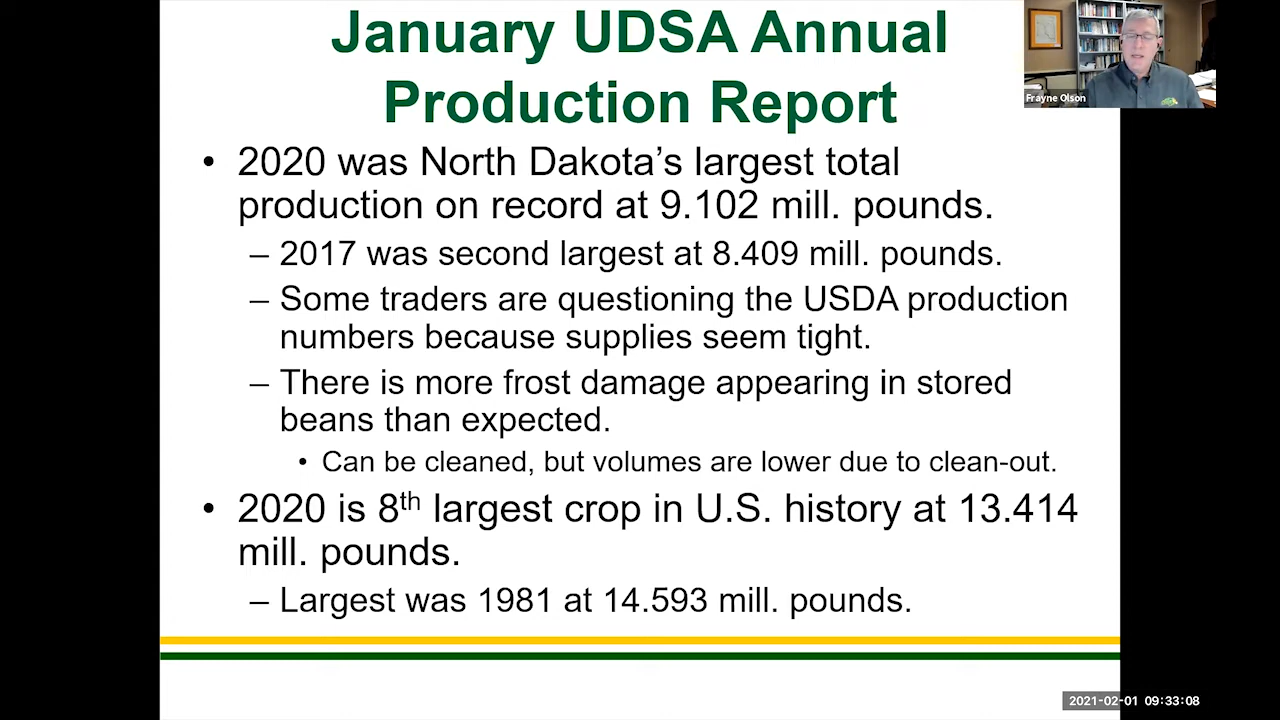 January UDSA Annual
Production Report
• 2020 was North Dakota’s largest total
production on record at 9.102 mill. pounds.
– 2017 was second largest at 8.409 mill. pounds.
– Some traders are questioning the USDA production
numbers because supplies seem tight.
– There is more frost damage appearing in stored
beans than expected.
• Can be cleaned, but volumes are lower due to clean-out.
• 2020 is 8th largest crop in U.S. history at 13.414
mill. pounds.
– Largest was 1981 at 14.593 mill. pounds.
Frayne Olson
2021-02-01 09:33:08